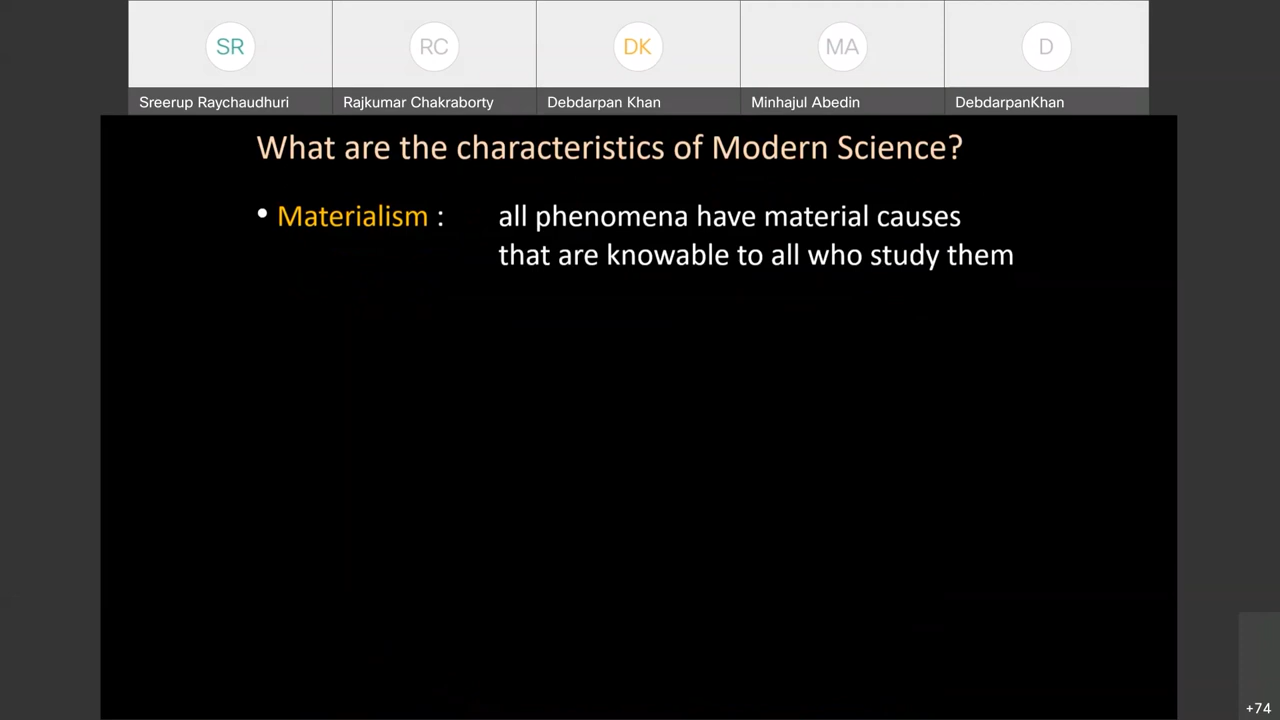 SR RC DK MA D
Sreerup Raychaudhuri Rajkumar Chakraborty Debdarpan Khan Minhajul Abedin DebdarpanKhan
What are the characteristics of Modern Science?
• Materialism : all phenomena have material causes
that are knowable to all who study them
+74